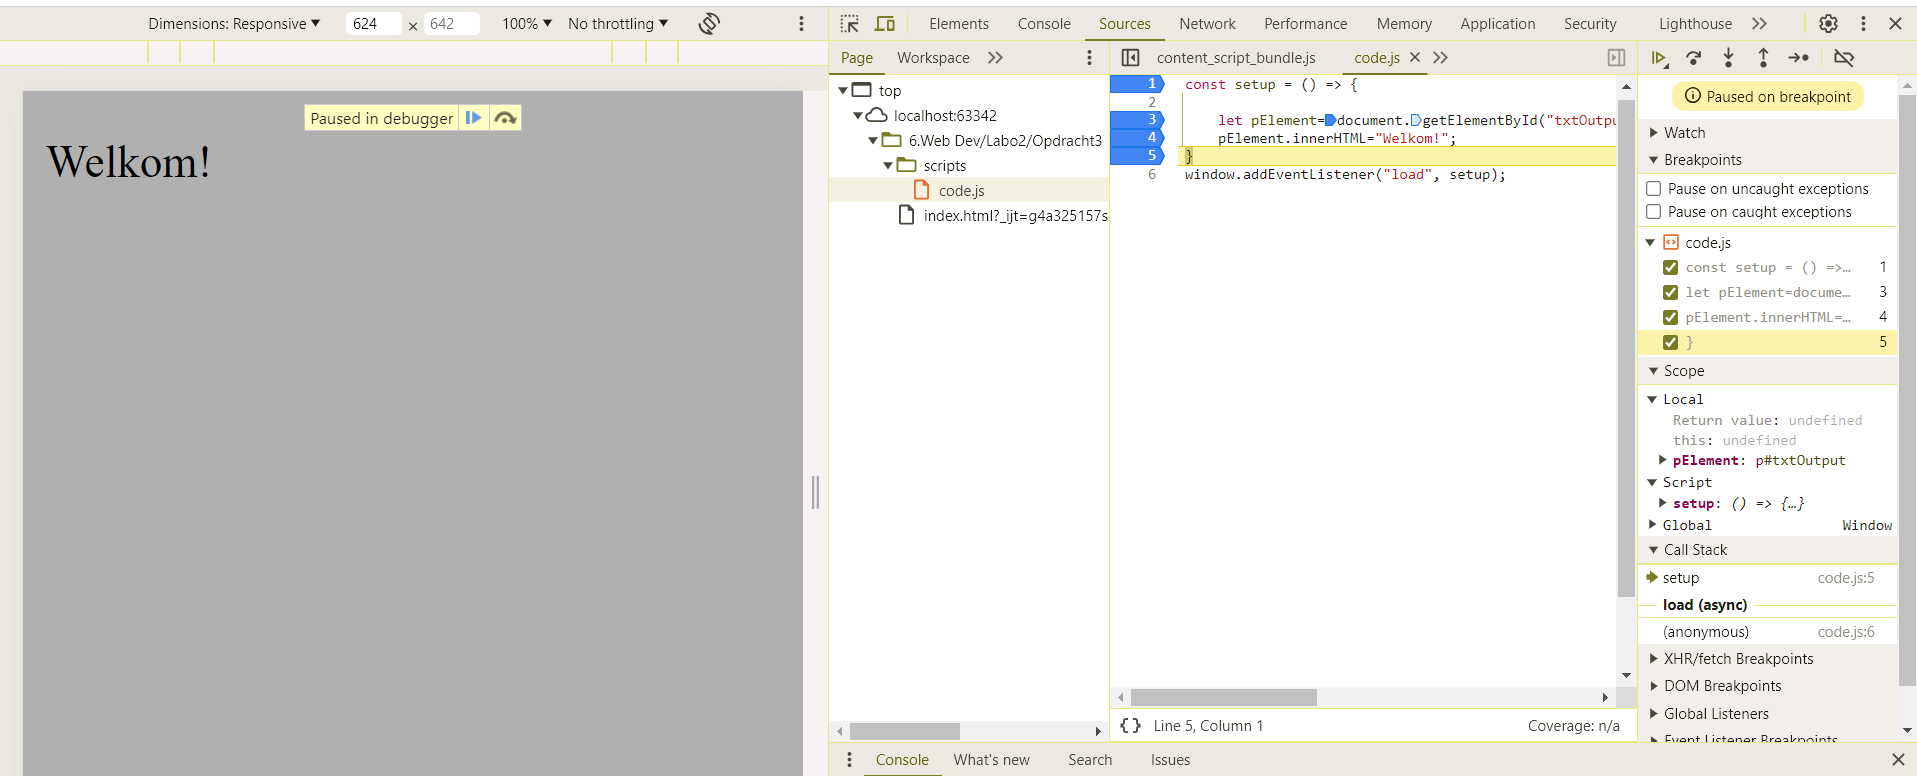 Dimensions: Responsive ▼ 624 × 642 100% ▼ No throttling ▼
Elements Console Sources Network Performance Memory Application Security Lighthouse
Page Workspace
content_script_bundle.js code.js
Paused in debugger
Welkom!
top
localhost:63342
6.Web Dev/Labo2/Opdracht3
scripts
code.js
index.html?_ijt=g4a325157s
1 const setup = () => {
2
3 let pElement=document.getElementById("txtOutpu
4 pElement.innerHTML="Welkom!";
5 }
6 window.addEventListener("load", setup);
{} Line 5, Column 1 Coverage: n/a
Paused on breakpoint
Watch
Breakpoints
Pause on uncaught exceptions
Pause on caught exceptions
code.js
const setup = () =>… 1
let pElement=docume… 3
pElement.innerHTML=… 4
} 5
Scope
Local
Return value: undefined
this: undefined
pElement: p#txtOutput
Script
setup: () => {…}
Global Window
Call Stack
setup code.js:5
load (async)
(anonymous) code.js:6
XHR/fetch Breakpoints
DOM Breakpoints
Global Listeners
Event Listener Breakpoints
Console What's new Search Issues